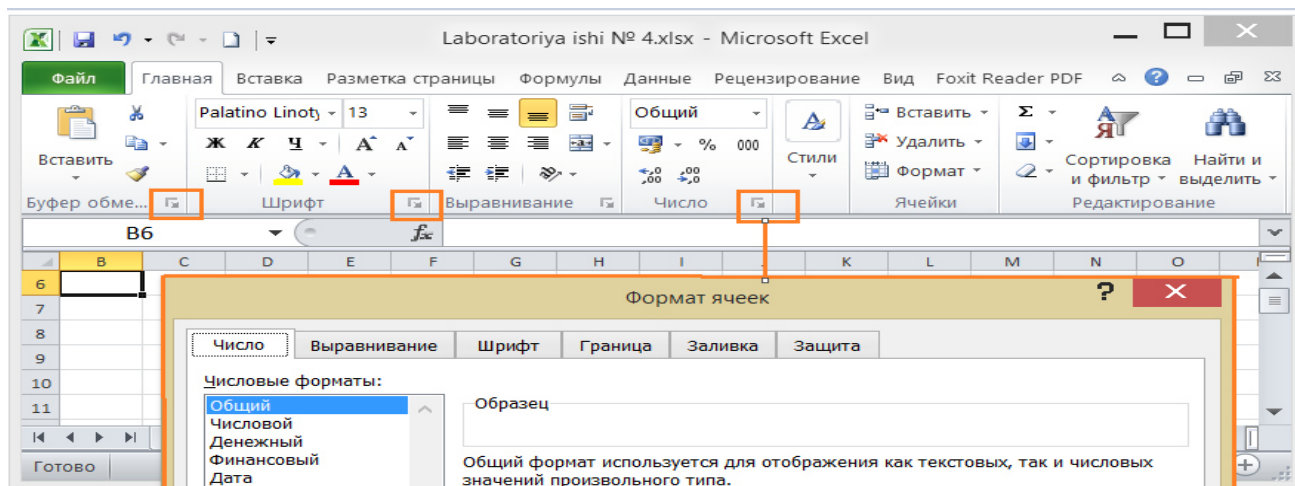 Laboratoriya ishi № 4.xlsx - Microsoft Excel
Файл Главная Вставка Разметка страницы Формулы Данные Рецензирование Вид Foxit Reader PDF
Palatino Linoty 13 Общий Вставить Σ
Ж К Ч A A % 000 Удалить
Вставить Стили Формат Сортировка и фильтр Найти и выделить
Буфер обме... Шрифт Выравнивание Число Ячейки Редактирование
B6 fx
B C D E F G H I J K L M N O
6
7
8
9
10
11
Формат ячеек ?
Число Выравнивание Шрифт Граница Заливка Защита
Числовые форматы:
Общий
Числовой
Денежный
Финансовый
Дата
Образец
Общий формат используется для отображения как текстовых, так и числовых
значений произвольного типа.
Готово